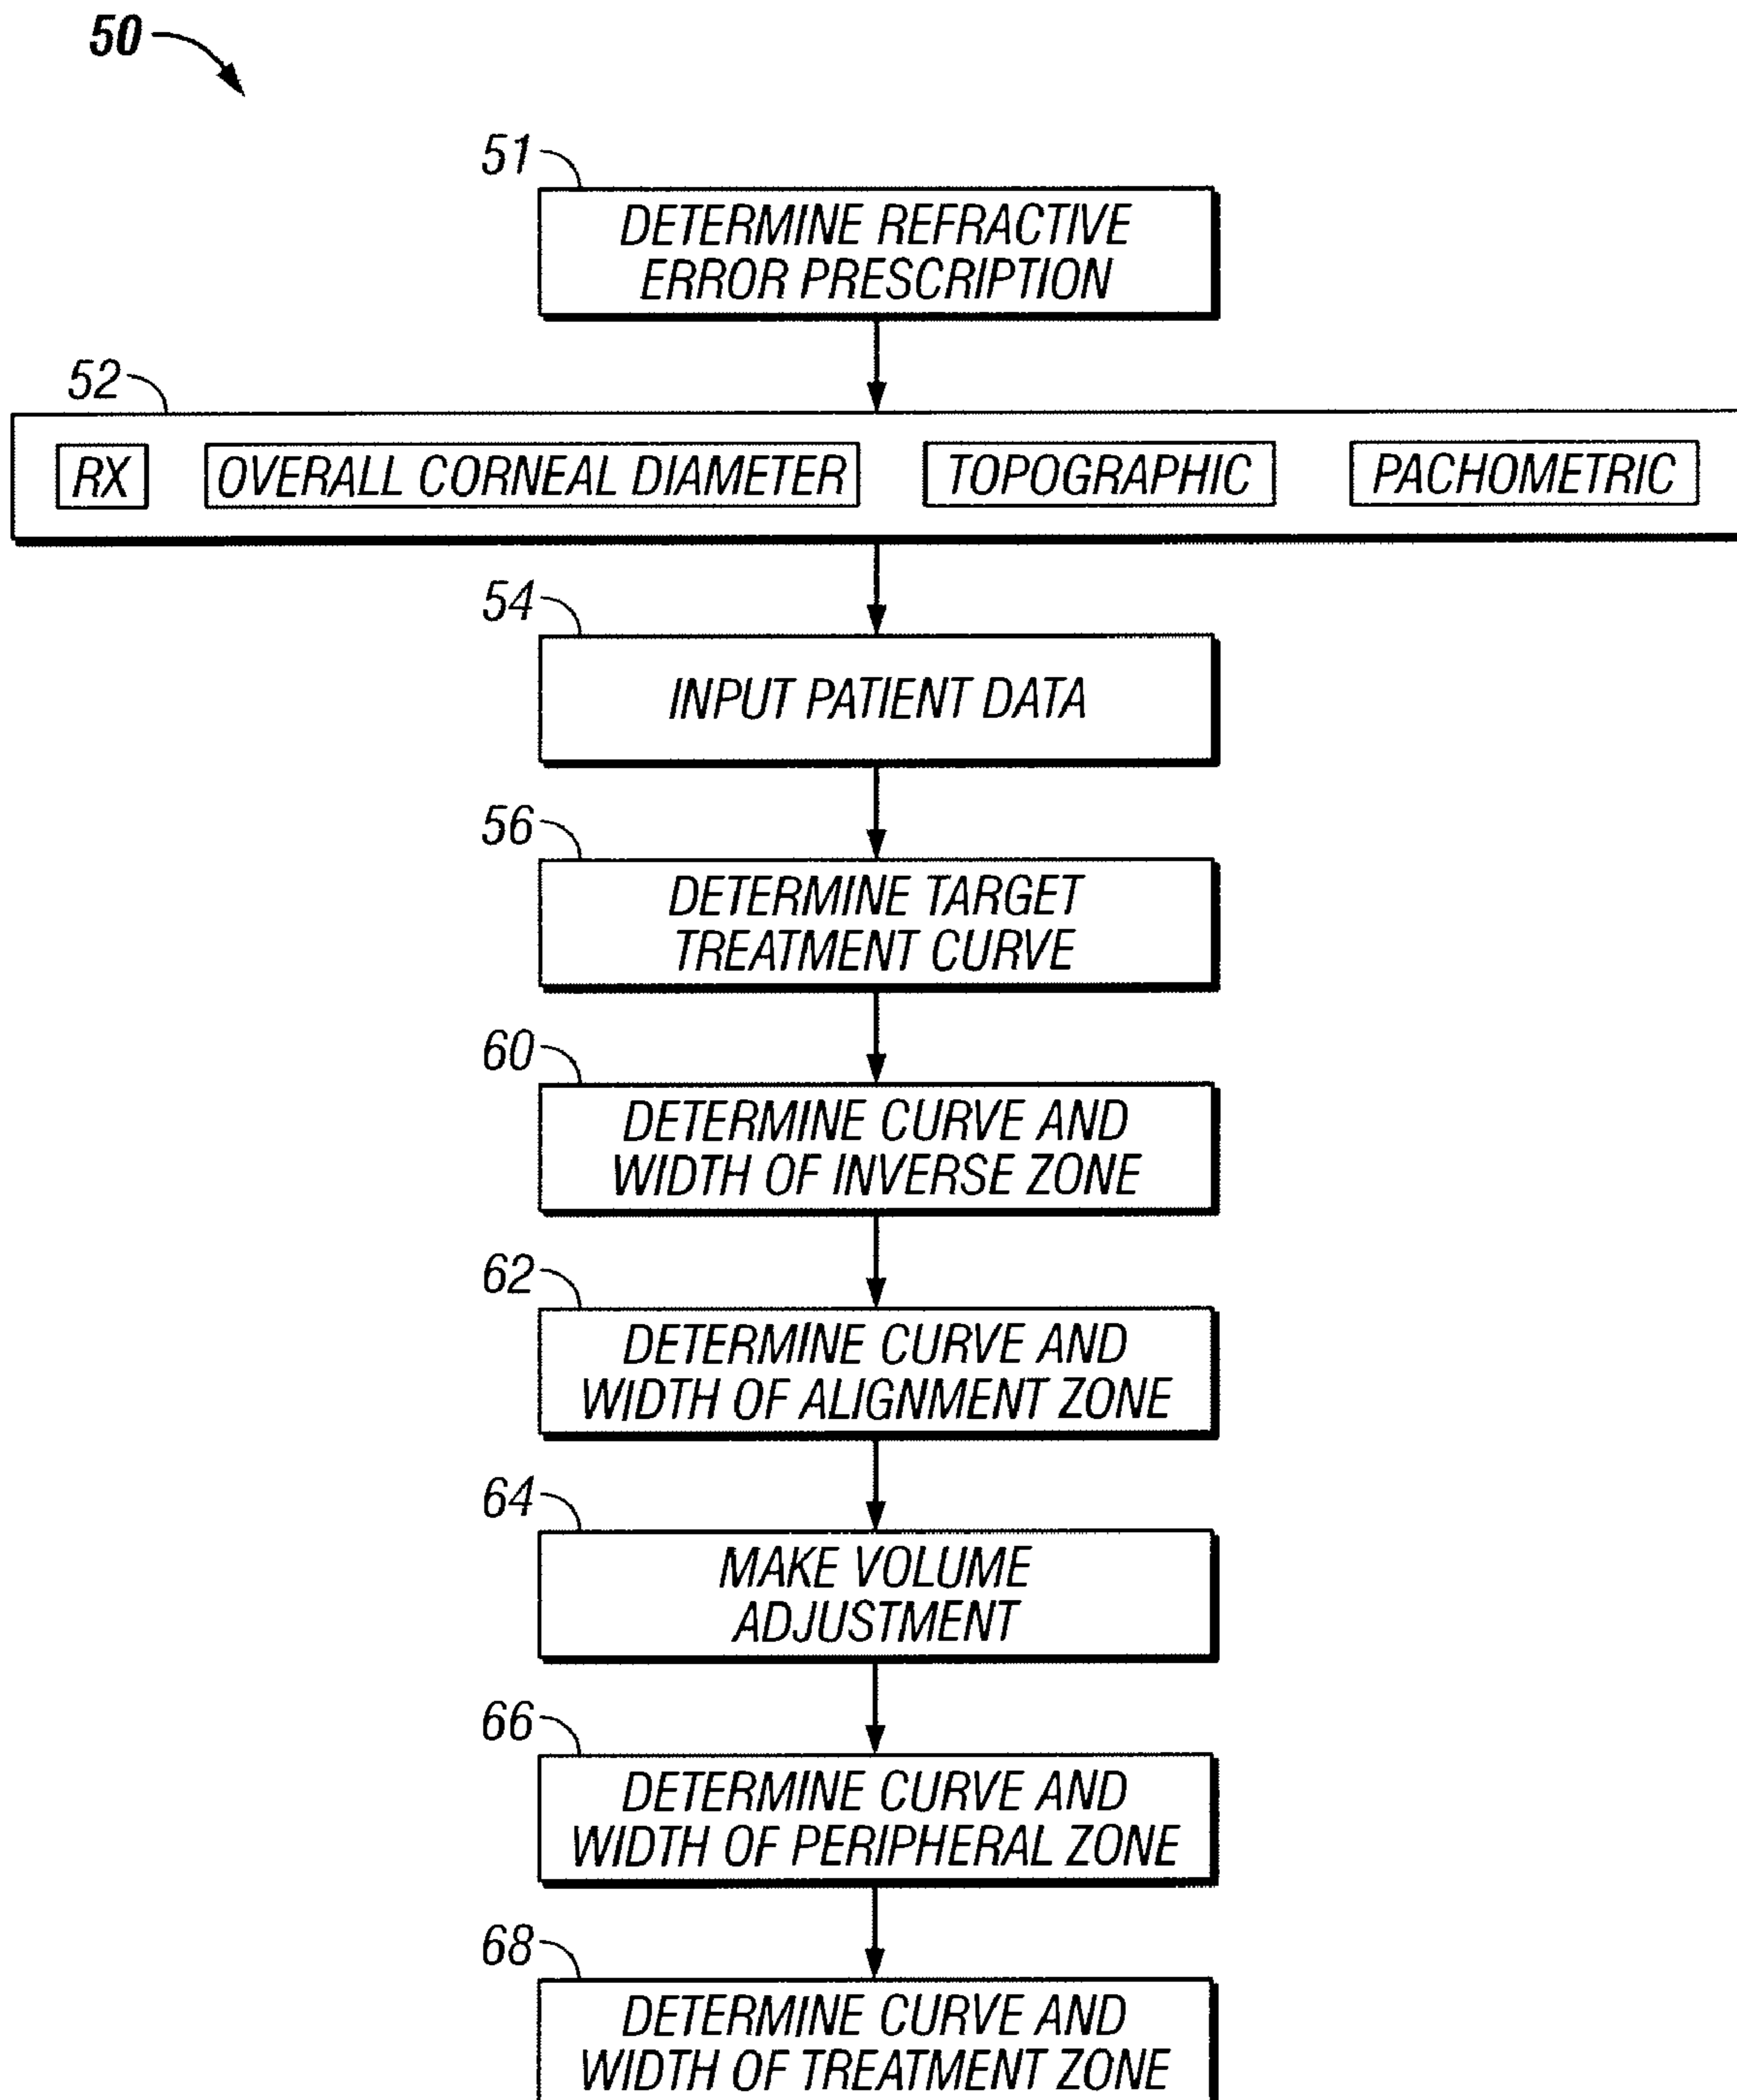 50
51
DETERMINE REFRACTIVE
ERROR PRESCRIPTION
52
RX OVERALL CORNEAL DIAMETER TOPOGRAPHIC PACHOMETRIC
54
INPUT PATIENT DATA
56
DETERMINE TARGET
TREATMENT CURVE
60
DETERMINE CURVE AND
WIDTH OF INVERSE ZONE
62
DETERMINE CURVE AND
WIDTH OF ALIGNMENT ZONE
64
MAKE VOLUME
ADJUSTMENT
66
DETERMINE CURVE AND
WIDTH OF PERIPHERAL ZONE
68
DETERMINE CURVE AND
WIDTH OF TREATMENT ZONE